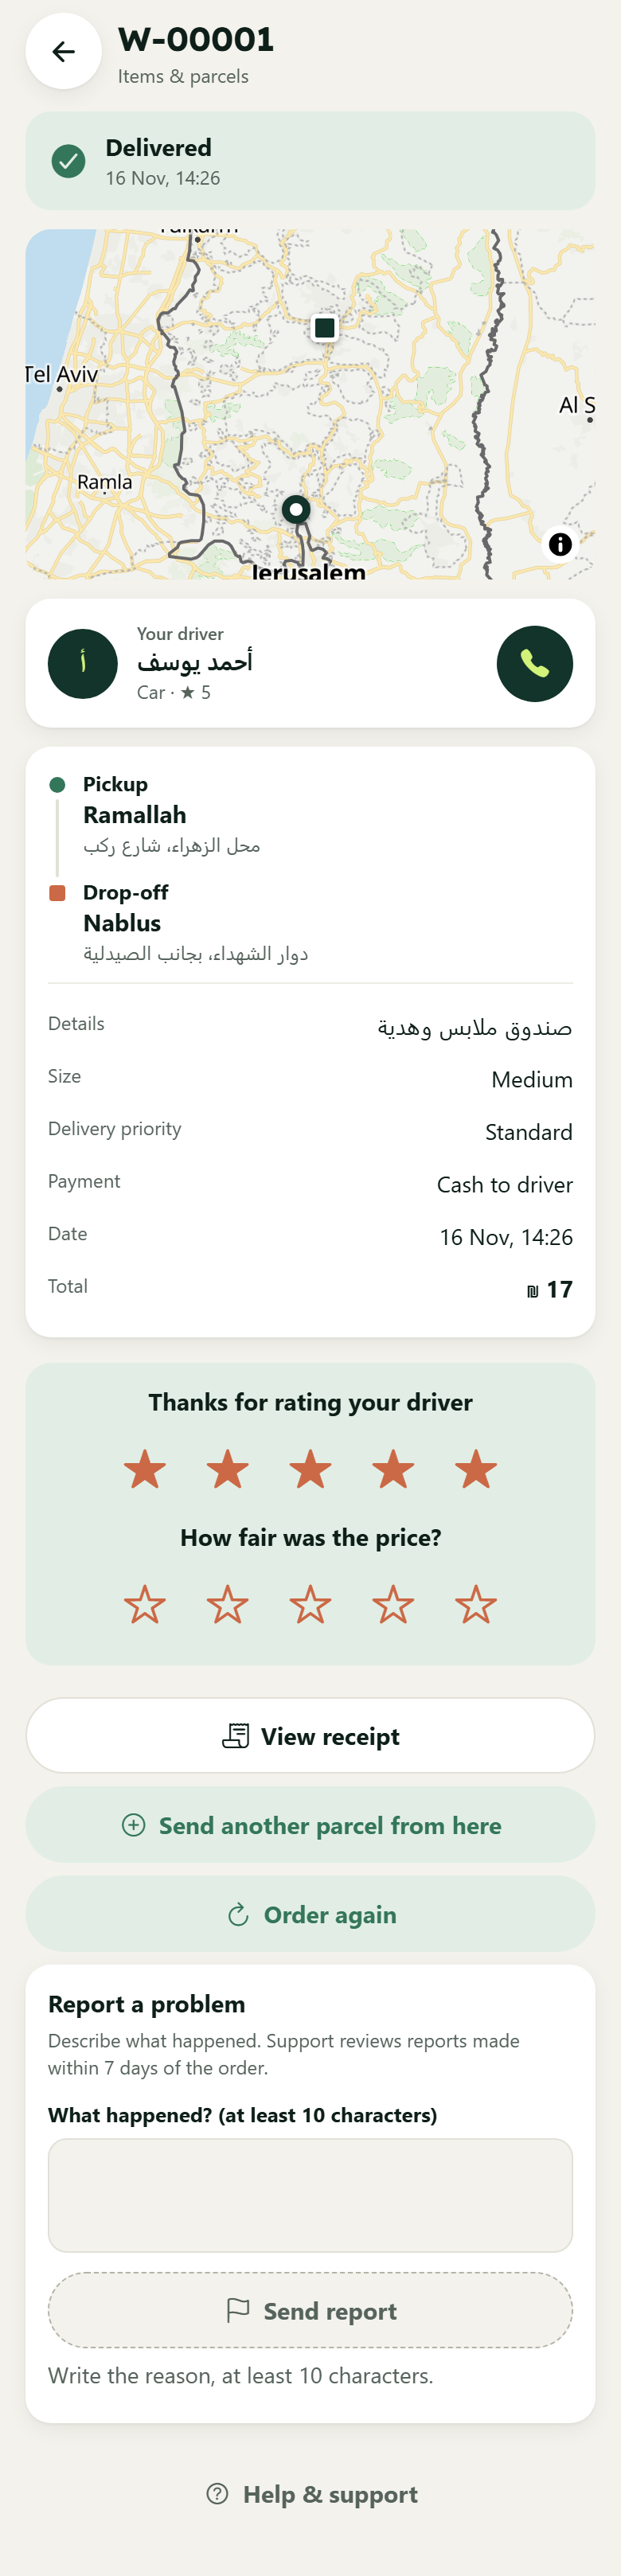 W-00001
Items & parcels
Delivered
16 Nov, 14:26
Tel Aviv
Al S
Ramla
Jerusalem
Your driver
أ
أحمد يوسف
Car · ★ 5
Pickup
Ramallah
محل الزهراء، شارع ركب
Drop-off
Nablus
دوار الشهداء، بجانب الصيدلية
Details صندوق ملابس وهدية
Size Medium
Delivery priority Standard
Payment Cash to driver
Date 16 Nov, 14:26
Total ₪ 17
Thanks for rating your driver
How fair was the price?
View receipt
Send another parcel from here
Order again
Report a problem
Describe what happened. Support reviews reports made
within 7 days of the order.
What happened? (at least 10 characters)
Send report
Write the reason, at least 10 characters.
Help & support